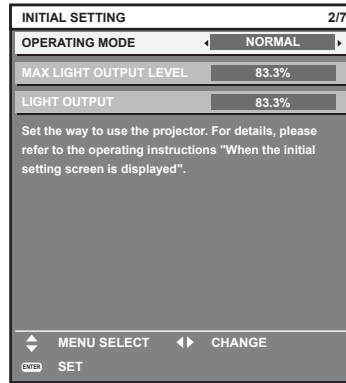 INITIAL SETTING 2/7
OPERATING MODE NORMAL
MAX LIGHT OUTPUT LEVEL 83.3%
LIGHT OUTPUT 83.3%
Set the way to use the projector. For details, please
refer to the operating instructions "When the initial
setting screen is displayed".
MENU SELECT CHANGE
ENTER SET